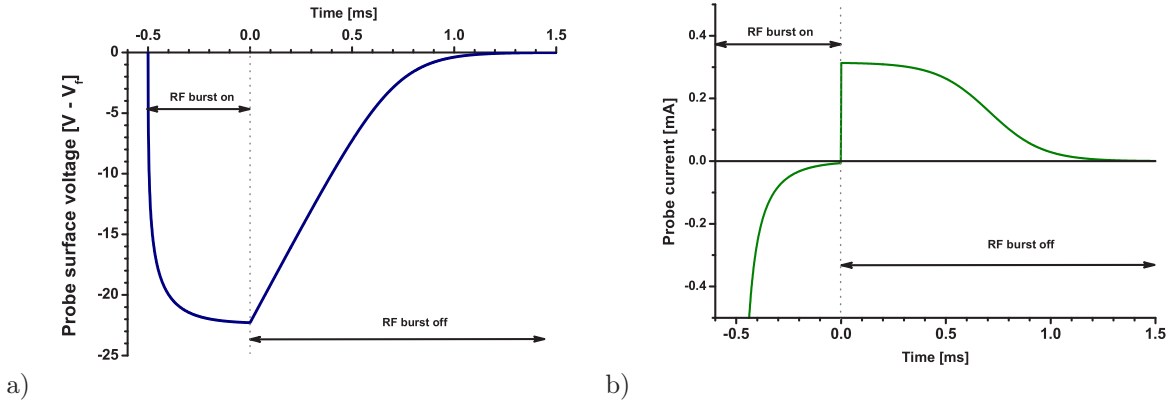 Time [ms]
-0.5 0.0 0.5 1.0 1.5
0
-5
-10
-15
-20
-25
Probe surface voltage [V - V_f]
RF burst on
RF burst off
a)
0.4
0.2
0.0
-0.2
-0.4
Probe current [mA]
RF burst on
RF burst off
-0.5 0.0 0.5 1.0 1.5
Time [ms]
b)